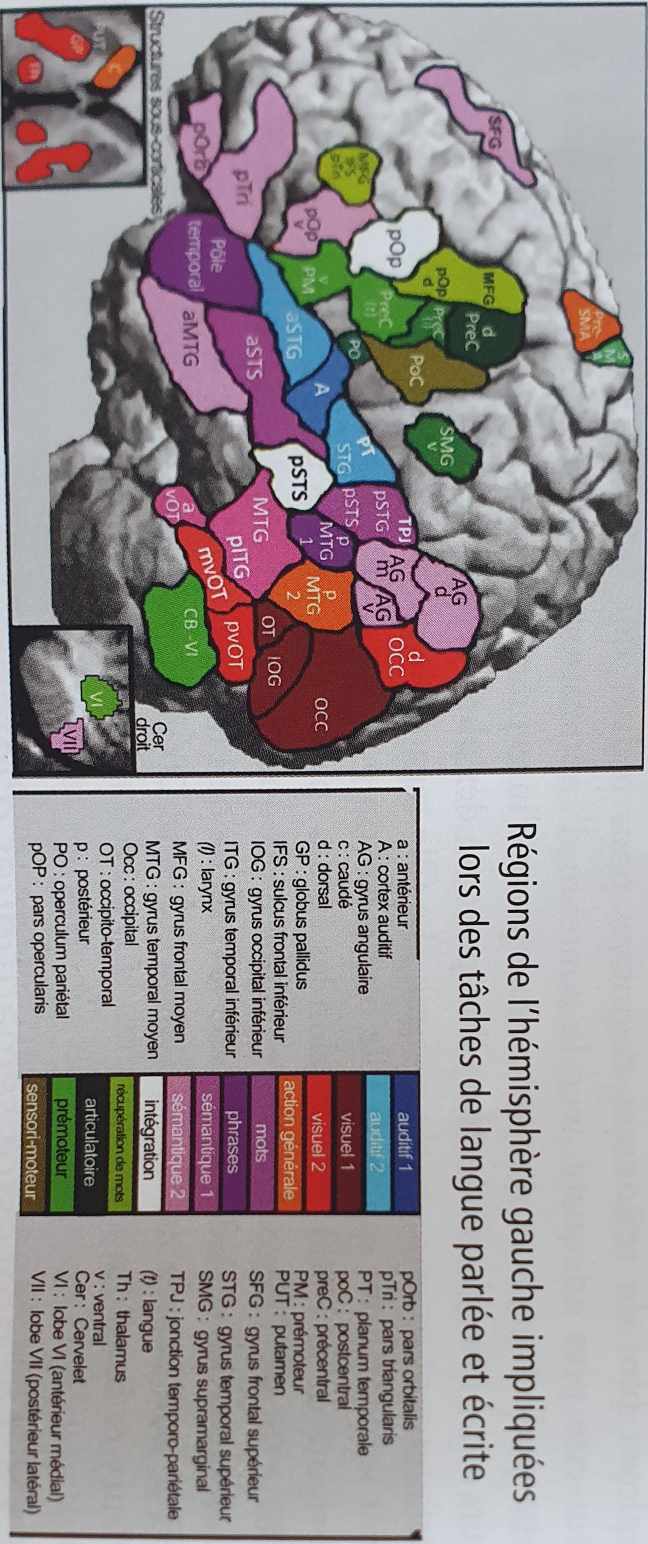 S
M
A
Pre-
SMA
SFG
MFG
d
PreC
pOp
d
PreC
(l)
PoC
SMG
v
AG
d
d
OCC
pOp
PreC
(t)
TPJ
AG
m
AG
v
pSTG
PT
STG
pSTS
MFG
IFS
pTri
PO
p
MTG
1
p
MTG
2
OCC
pOp
v
v
PM
A
aSTG
pSTS
OT
IOG
aSTS
MTG
pITG
pTri
pvOT
Pôle
temporal
mvOT
pOrb
aMTG
a
vOT
CB -VI
Structures sous-corticales
Cer
droit
C
PUT
GP
Th
VI
VII
Régions de l'hémisphère gauche impliquées
lors des tâches de langue parlée et écrite
a : antérieur
A : cortex auditif
AG : gyrus angulaire
c : caudé
d : dorsal
GP : globus pallidus
IFS : sulcus frontal inférieur
IOG : gyrus occipital inférieur
ITG : gyrus temporal inférieur
(l) : larynx
MFG : gyrus frontal moyen
MTG : gyrus temporal moyen
Occ : occipital
OT : occipito-temporal
p : postérieur
PO : operculum pariétal
pOP : pars opercularis
auditif 1
auditif 2
visuel 1
visuel 2
action générale
mots
phrases
sémantique 1
sémantique 2
intégration
récupération de mots
articulatoire
prémoteur
sensori-moteur
pOrb : pars orbitalis
pTri : pars triangularis
PT : planum temporale
poC : postcentral
preC : précentral
PM : prémoteur
PUT : putamen
SFG : gyrus frontal supérieur
STG : gyrus temporal supérieur
SMG : gyrus supramarginal
TPJ : jonction temporo-pariétale
(t) : langue
Th : thalamus
v : ventral
Cer : Cervelet
VI : lobe VI (antérieur médial)
VII : lobe VII (postérieur latéral)